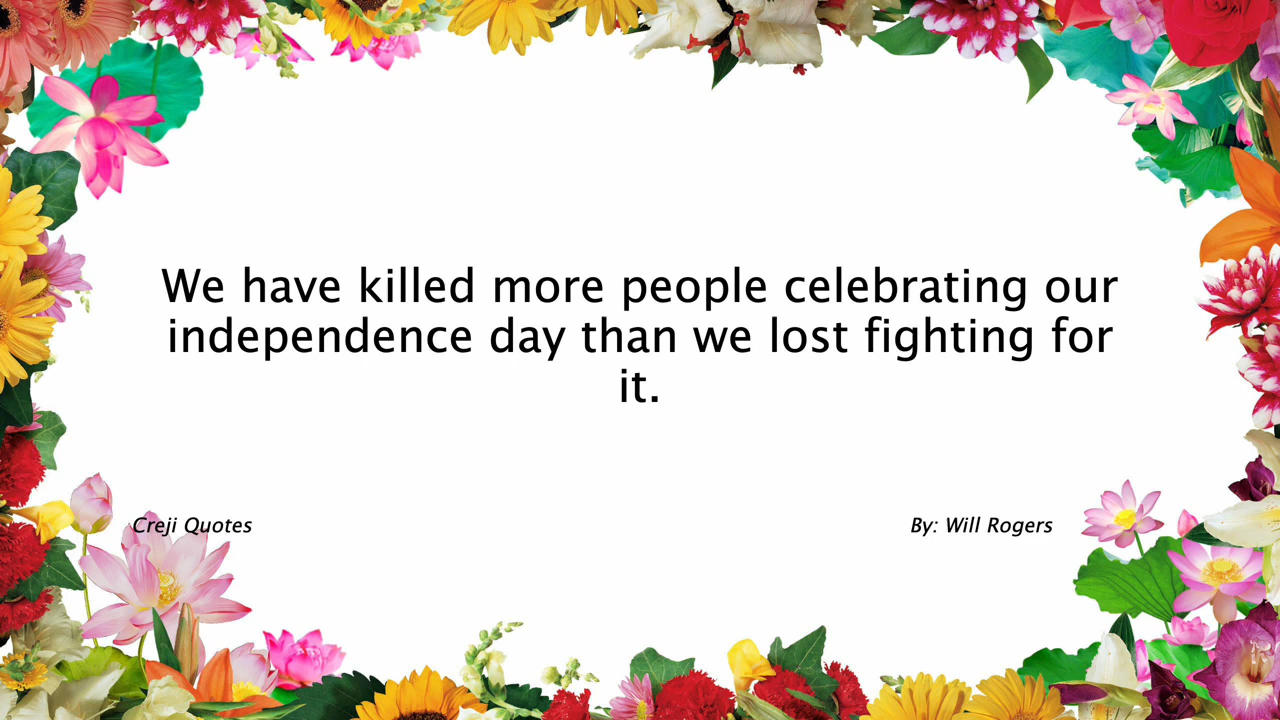 We have killed more people celebrating our
independence day than we lost fighting for
it.
Creji Quotes
By: Will Rogers